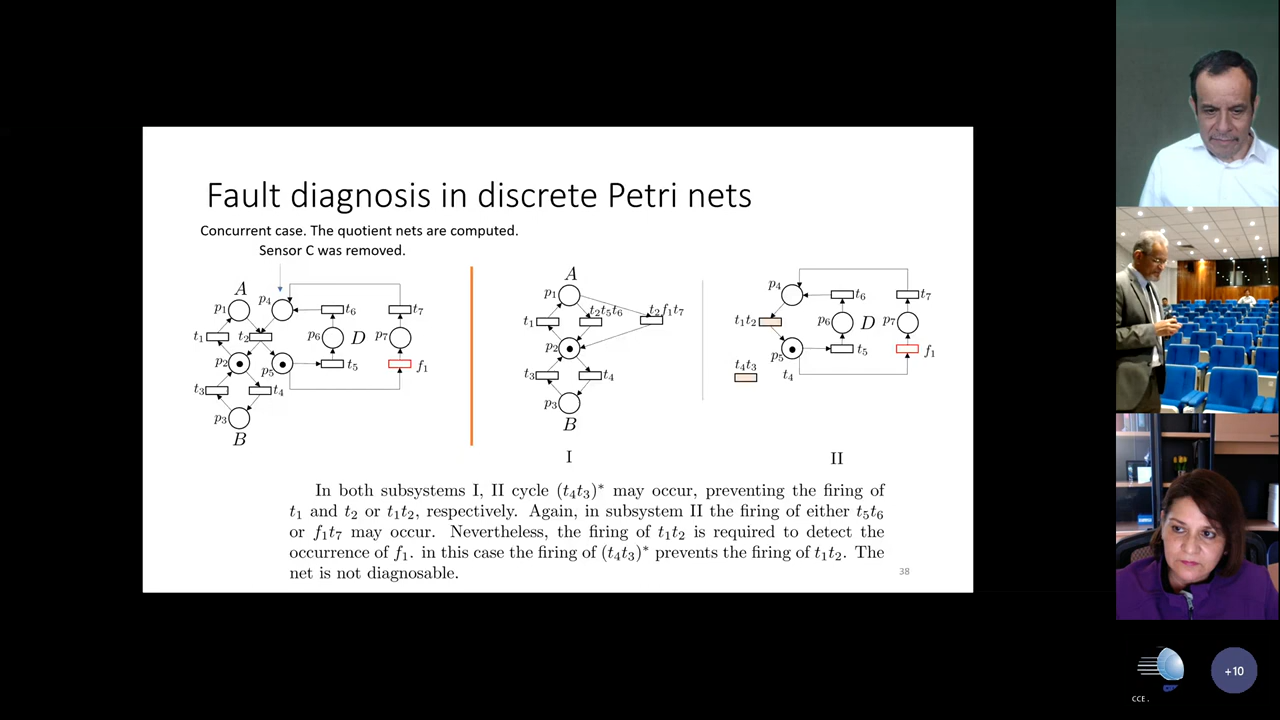 Fault diagnosis in discrete Petri nets
Concurrent case. The quotient nets are computed.
Sensor C was removed.
A
p1
p4
t6
t7
t1
t2
p6
D
p7
p2
p5
t5
f1
t3
t4
p3
B
A
p1
t2t5t6
t2f1t7
t1
p2
t3
t4
p3
B
I
p4
t6
t7
t1t2
p6
D
p7
p5
t5
f1
t4t3
t4
II
In both subsystems I, II cycle (t4t3)* may occur, preventing the firing of
t1 and t2 or t1t2, respectively. Again, in subsystem II the firing of either t5t6
or f1t7 may occur. Nevertheless, the firing of t1t2 is required to detect the
occurrence of f1. in this case the firing of (t4t3)* prevents the firing of t1t2. The
net is not diagnosable.
38
CCE.
+10